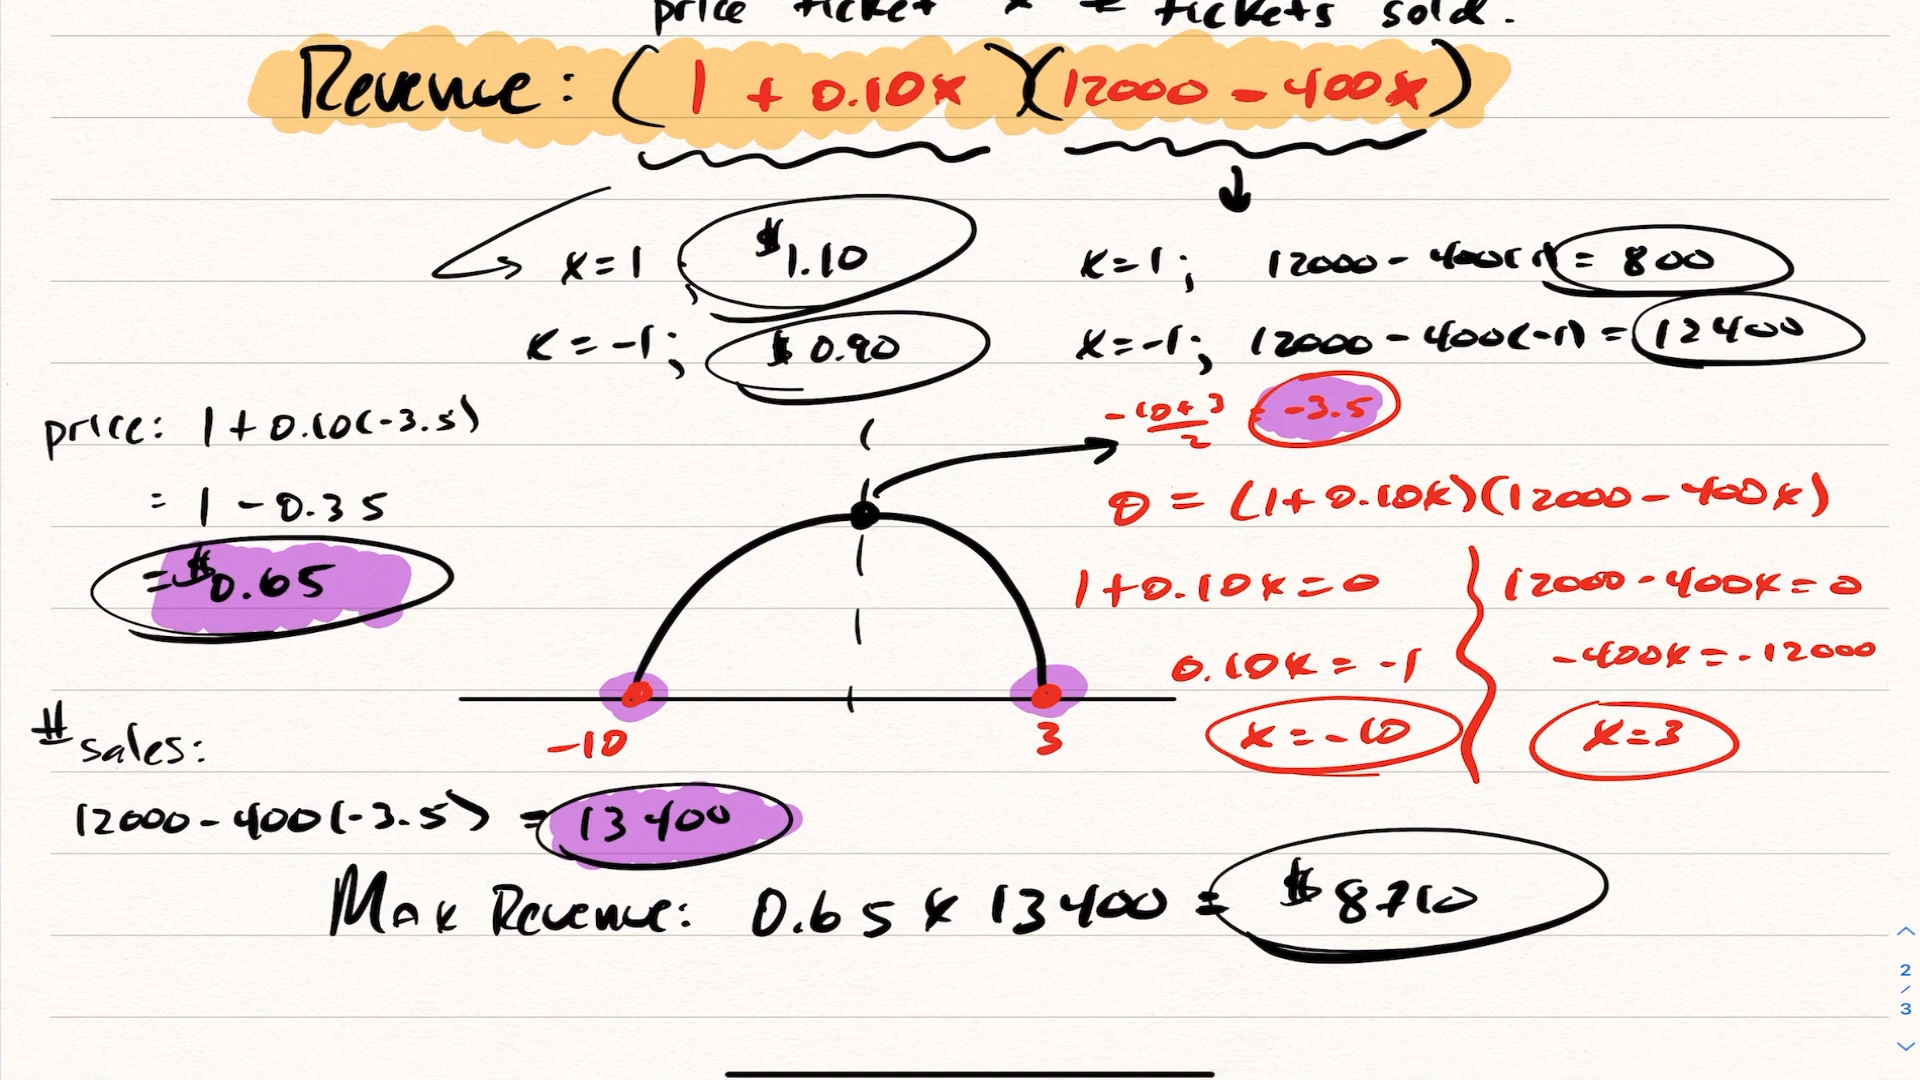 price ticket × # tickets sold.
Revenue: (1 + 0.10x)(12000 - 400x)
x=1; $1.10
x=1; 12000 - 400(1) = 800
x=-1; $0.90
x=-1; 12000 - 400(-1) = 12400
price: 1+0.10(-3.5)
= 1 - 0.35
= $0.65
-10+3
2
= -3.5
0 = (1+0.10x)(12000-400x)
1+0.10x=0
12000-400x=0
0.10x=-1
-400x=-12000
x=-10
x=3
-10
3
# sales:
12000-400(-3.5) = 13400
Max Revenue: 0.65 x 13400 = $8710
2
/
3